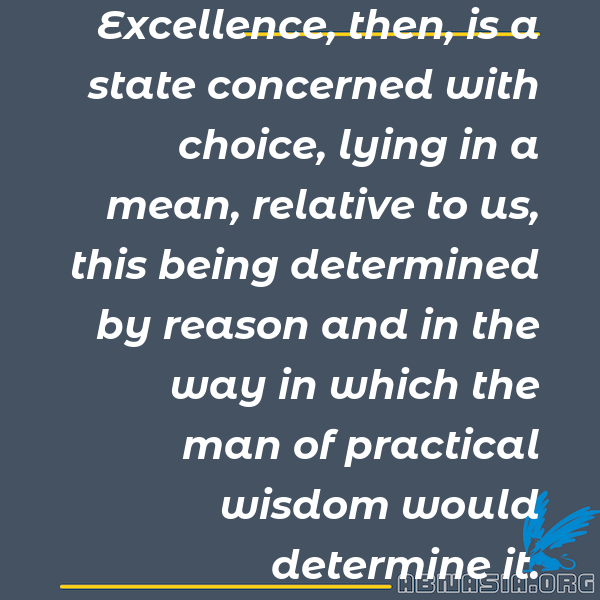 Excellence, then, is a
state concerned with
choice, lying in a
mean, relative to us,
this being determined
by reason and in the
way in which the
man of practical
wisdom would
determine it.
ABNASIA.ORG